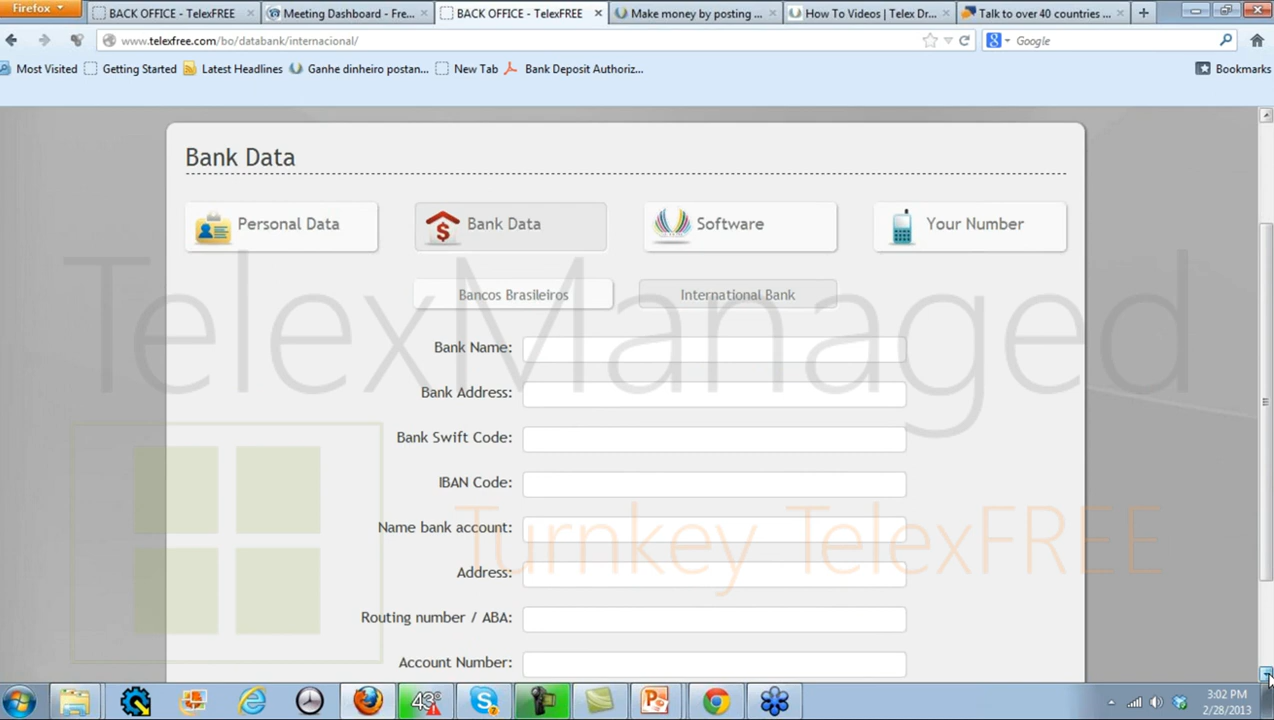 Firefox
BACK OFFICE - TelexFREE
Meeting Dashboard - Fre...
BACK OFFICE - TelexFREE
Make money by posting ...
How To Videos | Telex Dr...
Talk to over 40 countries ...
www.telexfree.com/bo/databank/internacional/
Google
Most Visited
Getting Started
Latest Headlines
Ganhe dinheiro postan...
New Tab
Bank Deposit Authoriz...
Bookmarks
Bank Data
Personal Data
Bank Data
Software
Your Number
TelexManaged
Bancos Brasileiros
International Bank
Bank Name:
Bank Address:
Bank Swift Code:
IBAN Code:
Name bank account:
Turnkey TelexFREE
Address:
Routing number / ABA:
Account Number:
43°
3:02 PM
2/28/2013